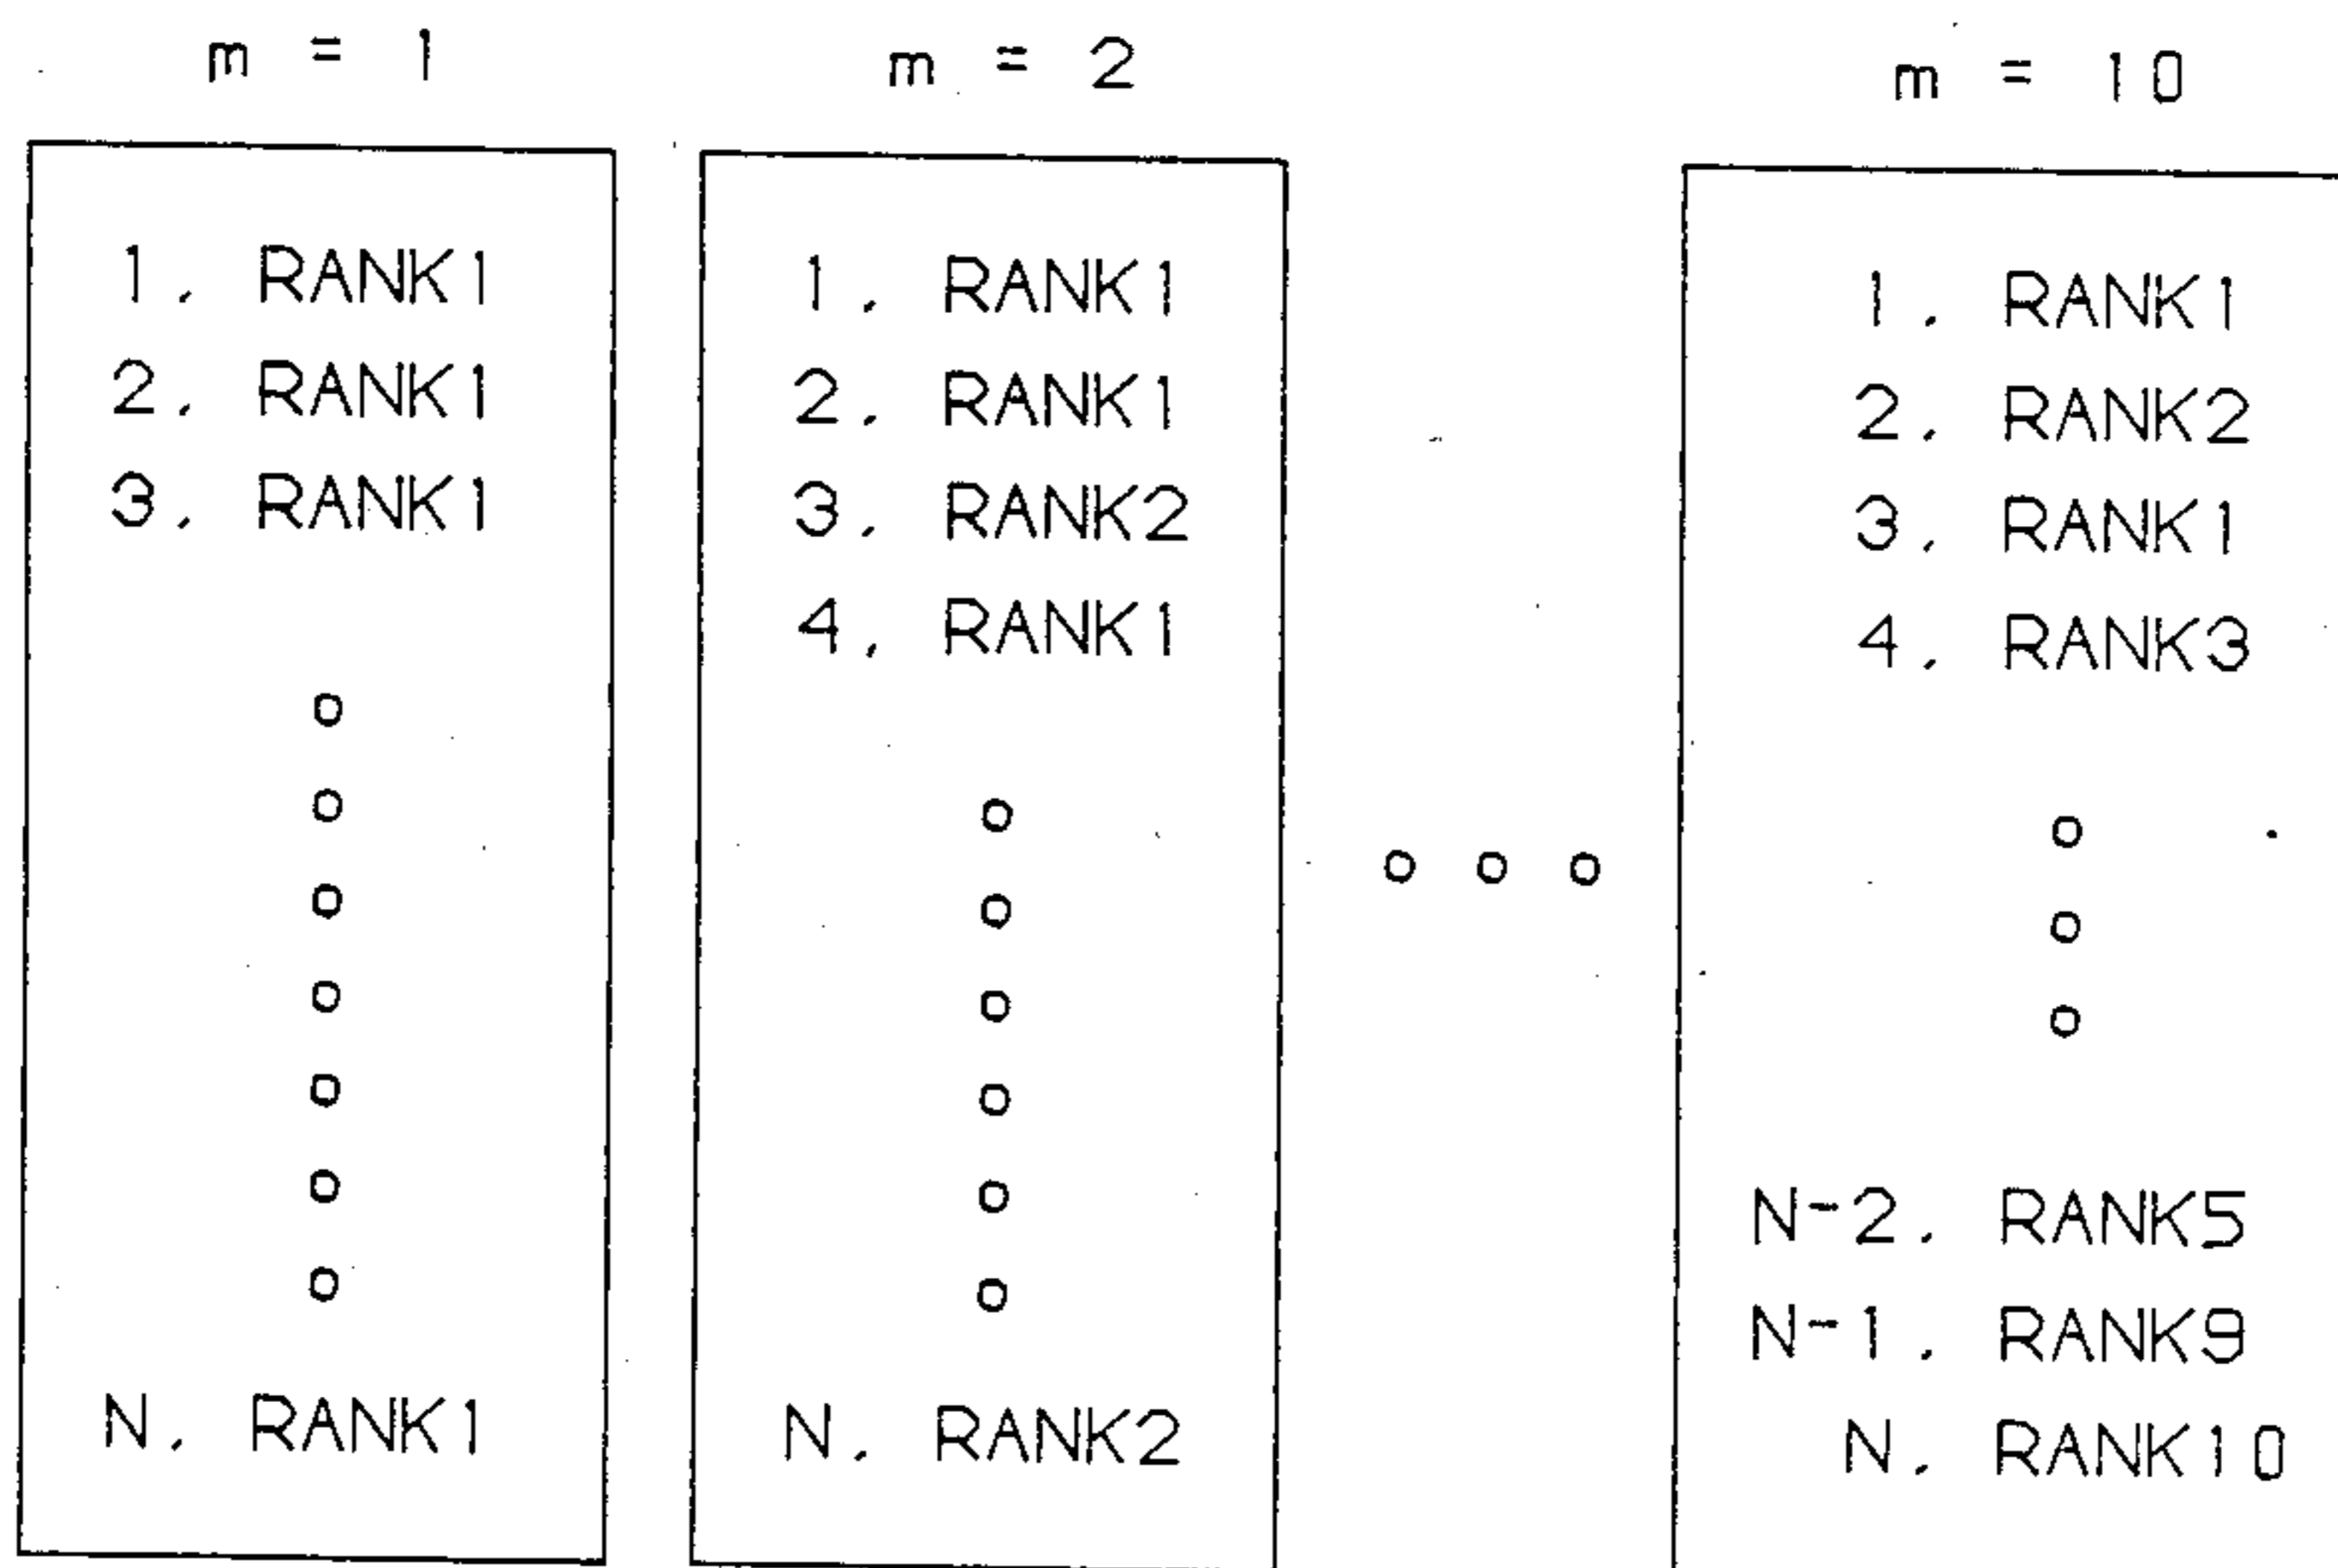 m = 1
1, RANK1
2, RANK1
3, RANK1
N, RANK1
m = 2
1, RANK1
2, RANK1
3, RANK2
4, RANK1
N, RANK2
m = 10
1, RANK1
2, RANK2
3, RANK1
4, RANK3
N-2, RANK5
N-1, RANK9
N, RANK10